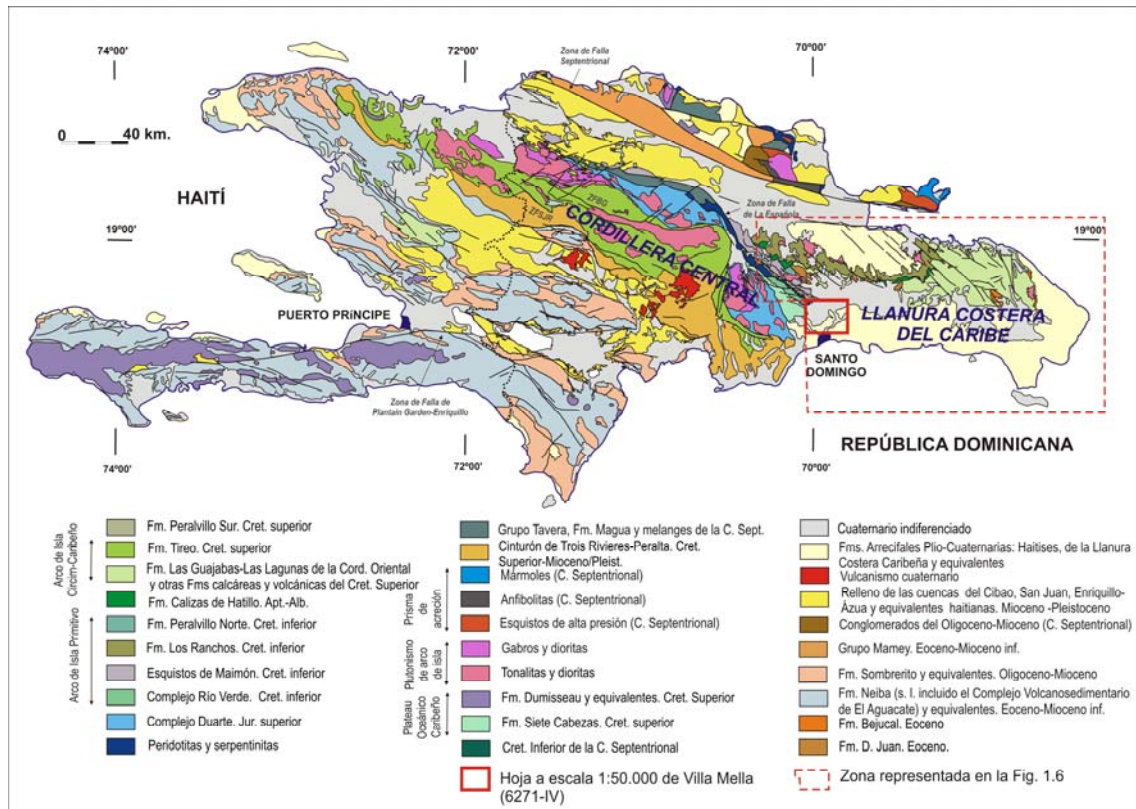 74°00'
72°00'
70°00'
Zona de Falla
Septentrional
0 40 km.
HAITÍ
ZFBG
Zona de Falla
de La Española
ZFSJR
CORDILLERA CENTRAL
19°00'
19°00'
PUERTO PRíNCIPE
LLANURA COSTERA
DEL CARIBE
SANTO
DOMINGO
Zona de Falla de
Plantain Garden-Enriquillo
REPÚBLICA DOMINICANA
74°00'
72°00'
70°00'
Arco de Isla
Circim-Caribeño
Arco de Isla Primitivo
Fm. Peralvillo Sur. Cret. superior
Fm. Tireo. Cret. superior
Fm. Las Guajabas-Las Lagunas de la Cord. Oriental
y otras Fms calcáreas y volcánicas del Cret. Superior
Fm. Calizas de Hatillo. Apt.-Alb.
Fm. Peralvillo Norte. Cret. inferior
Fm. Los Ranchos. Cret. inferior
Esquistos de Maimón. Cret. inferior
Complejo Río Verde. Cret. inferior
Complejo Duarte. Jur. superior
Peridotitas y serpentinitas
Prisma
de
acreción
Plutonismo
de arco
de isla
Plateau
Oceánico
Caribeño
Grupo Tavera, Fm. Magua y melanges de la C. Sept.
Cinturón de Trois Rivieres-Peralta. Cret.
Superior-Mioceno/Pleist.
Mármoles (C. Septentrional)
Anfibolitas (C. Septentrional)
Esquistos de alta presión (C. Septentrional)
Gabros y dioritas
Tonalitas y dioritas
Fm. Dumisseau y equivalentes. Cret. Superior
Fm. Siete Cabezas. Cret. superior
Cret. Inferior de la C. Septentrional
Hoja a escala 1:50.000 de Villa Mella
(6271-IV)
Cuaternario indiferenciado
Fms. Arrecifales Plio-Cuaternarias: Haitises, de la Llanura
Costera Caribeña y equivalentes
Vulcanismo cuaternario
Relleno de las cuencas del Cibao, San Juan, Enriquillo-
Àzua y equivalentes haitianas. Mioceno -Pleistoceno
Conglomerados del Oligoceno-Mioceno (C. Septentrional)
Grupo Mamey. Eoceno-Mioceno inf.
Fm. Sombrerito y equivalentes. Oligoceno-Mioceno
Fm. Neiba (s. l. incluido el Complejo Volcanosedimentario
de El Aguacate) y equivalentes. Eoceno-Mioceno inf.
Fm. Bejucal. Eoceno
Fm. D. Juan. Eoceno.
Zona representada en la Fig. 1.6